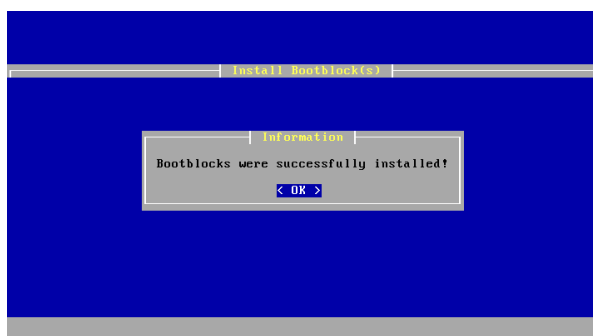 Install Bootblock(s)
Information
Bootblocks were successfully installed!
< OK >